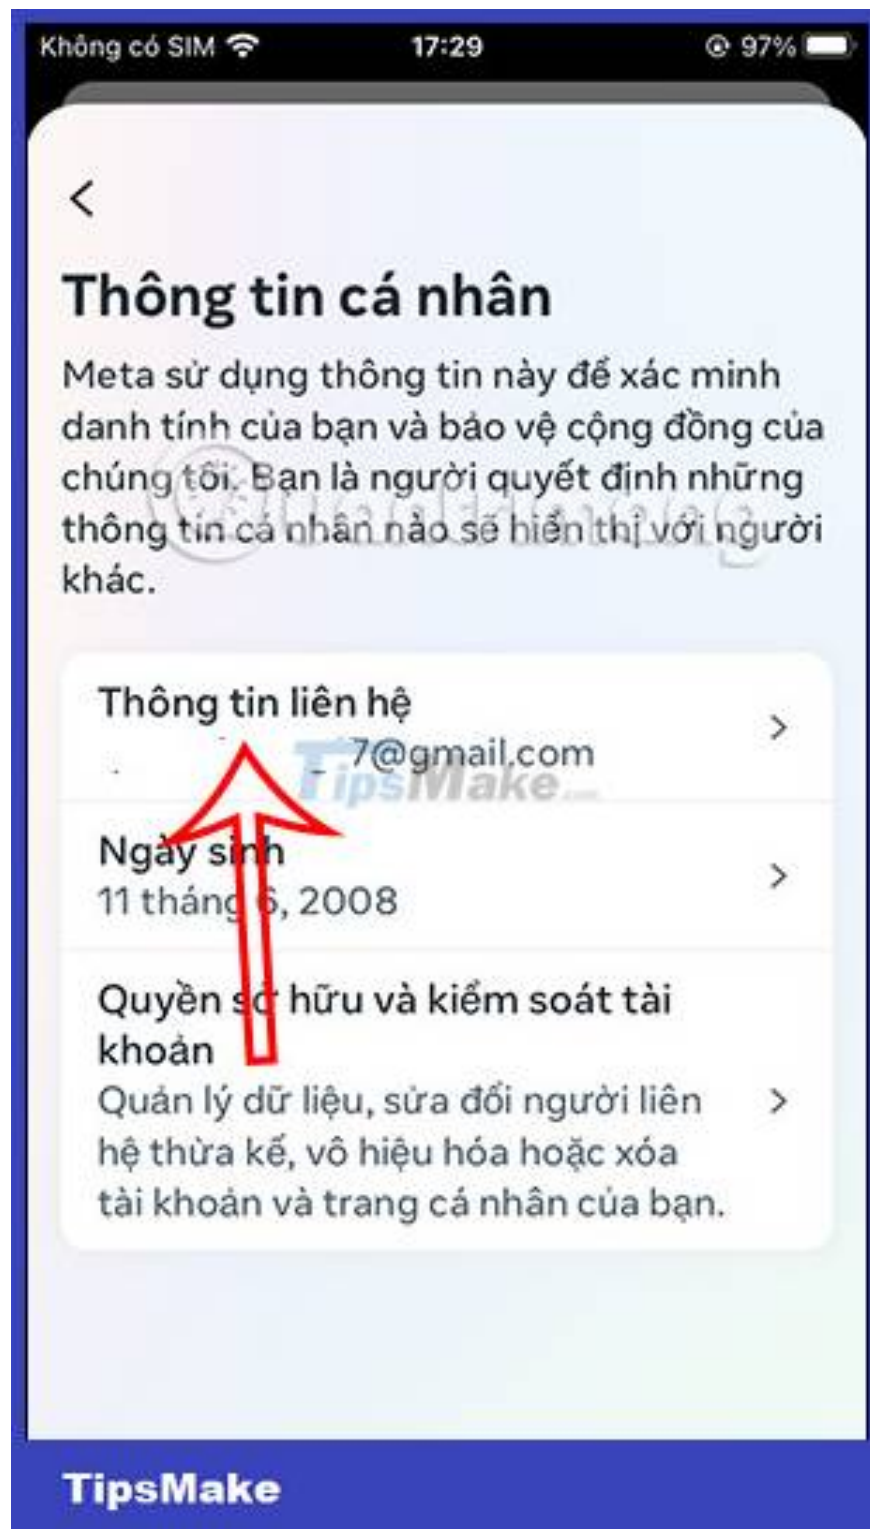 Không có SIM 17:29 97%
Thông tin cá nhân
Meta sử dụng thông tin này để xác minh
danh tính của bạn và bảo vệ cộng đồng của
chúng tôi. Bạn là người quyết định những
thông tin cá nhân nào sẽ hiển thị với người
khác.
Thông tin liên hệ
7@gmail.com
TipsMake
Ngày sinh
11 tháng 6, 2008
Quyền sở hữu và kiểm soát tài
khoản
Quản lý dữ liệu, sửa đổi người liên
hệ thừa kế, vô hiệu hóa hoặc xóa
tài khoản và trang cá nhân của bạn.
TipsMake